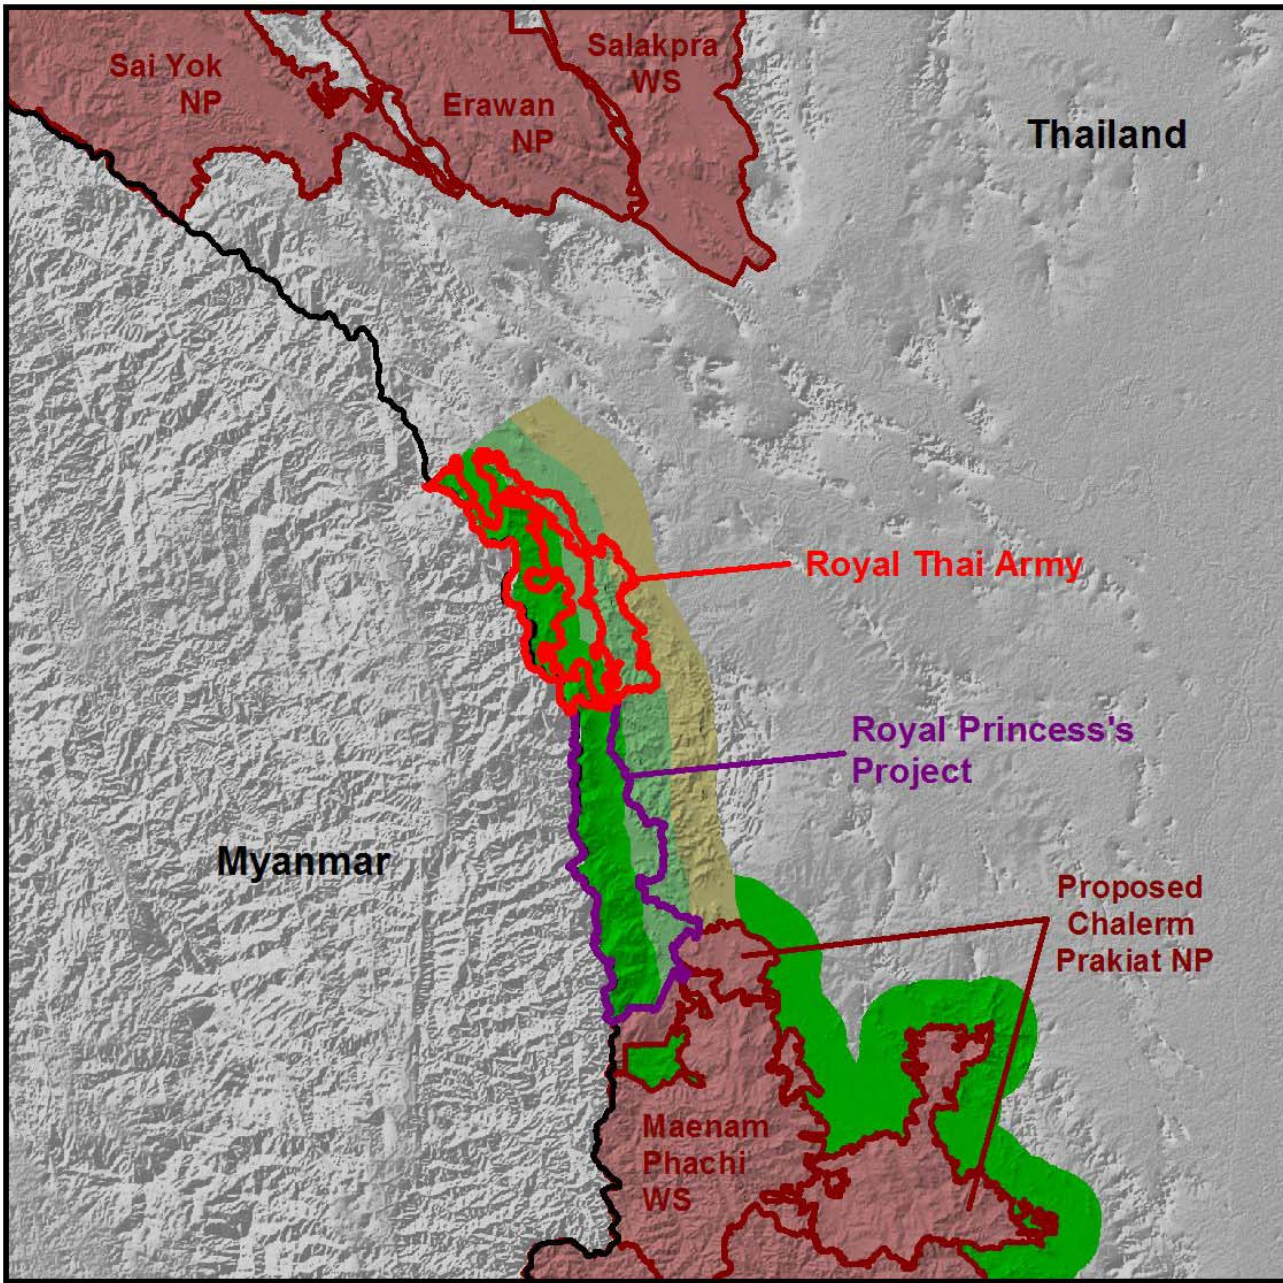 Sai Yok
NP
Erawan
NP
Salakpra
WS
Thailand
Royal Thai Army
Royal Princess's
Project
Myanmar
Proposed
Chalerm
Prakiat NP
Maenam
Phachi
WS